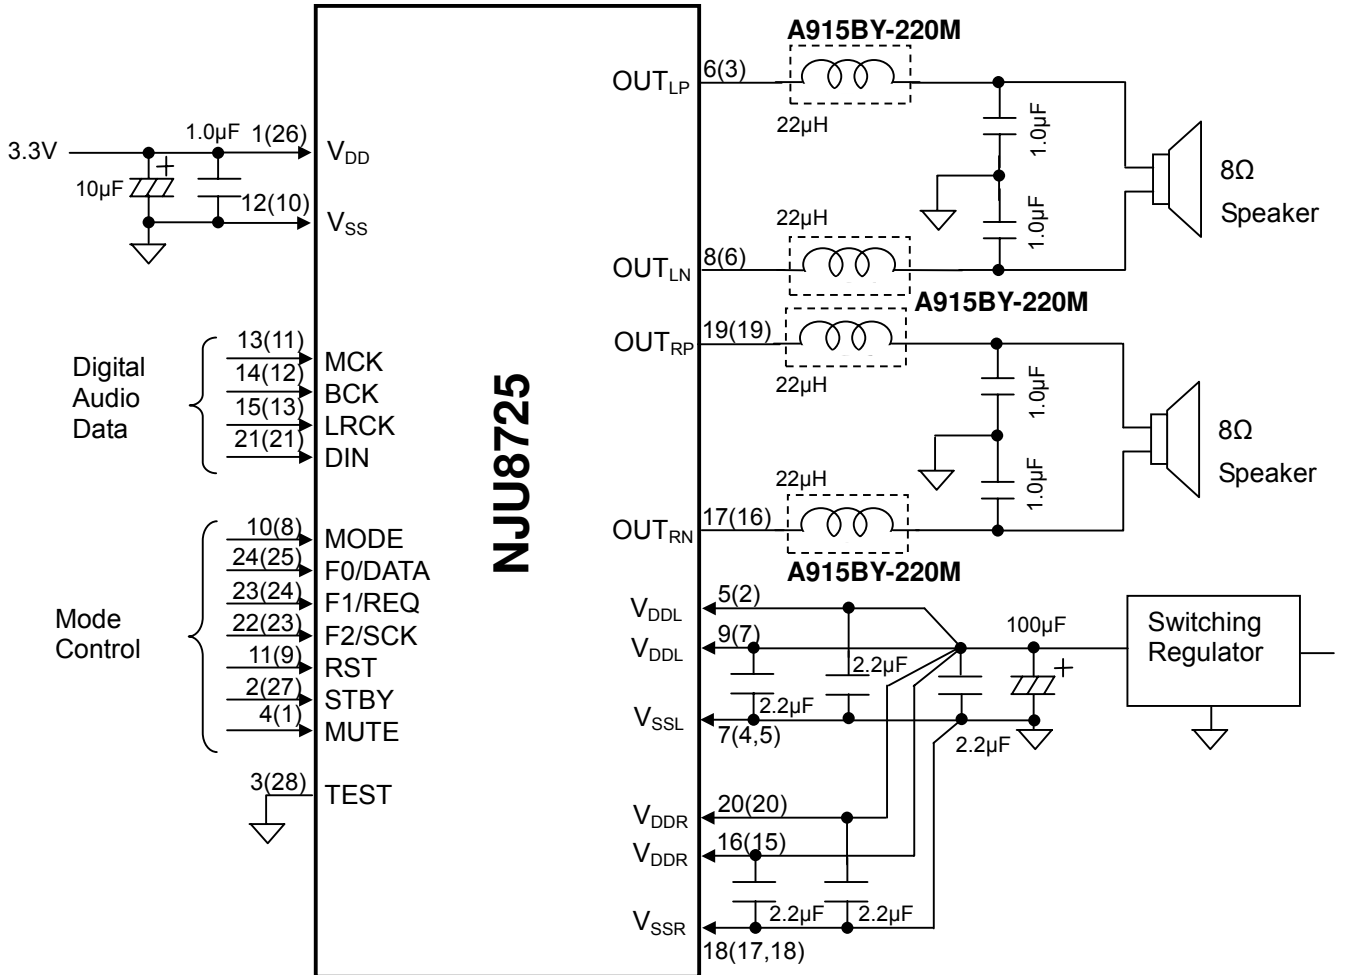 A915BY-220M
OUTLP
6(3)
22µH
1.0µF
1.0µF
1(26)
3.3V
VDD
10µF
12(10)
VSS
8Ω
Speaker
22µH
1.0µF
OUTLN
8(6)
A915BY-220M
OUTRP
19(19)
22µH
1.0µF
Digital
Audio
Data
13(11)
MCK
14(12)
BCK
15(13)
LRCK
21(21)
DIN
NJU8725
8Ω
Speaker
22µH
1.0µF
OUTRN
17(16)
A915BY-220M
Mode
Control
10(8)
MODE
24(25)
F0/DATA
23(24)
F1/REQ
22(23)
F2/SCK
11(9)
RST
2(27)
STBY
4(1)
MUTE
3(28)
TEST
VDDL
5(2)
VDDL
9(7)
2.2µF
2.2µF
100µF
Switching
Regulator
VSSL
7(4,5)
2.2µF
VDDR
20(20)
VDDR
16(15)
2.2µF
2.2µF
VSSR
18(17,18)